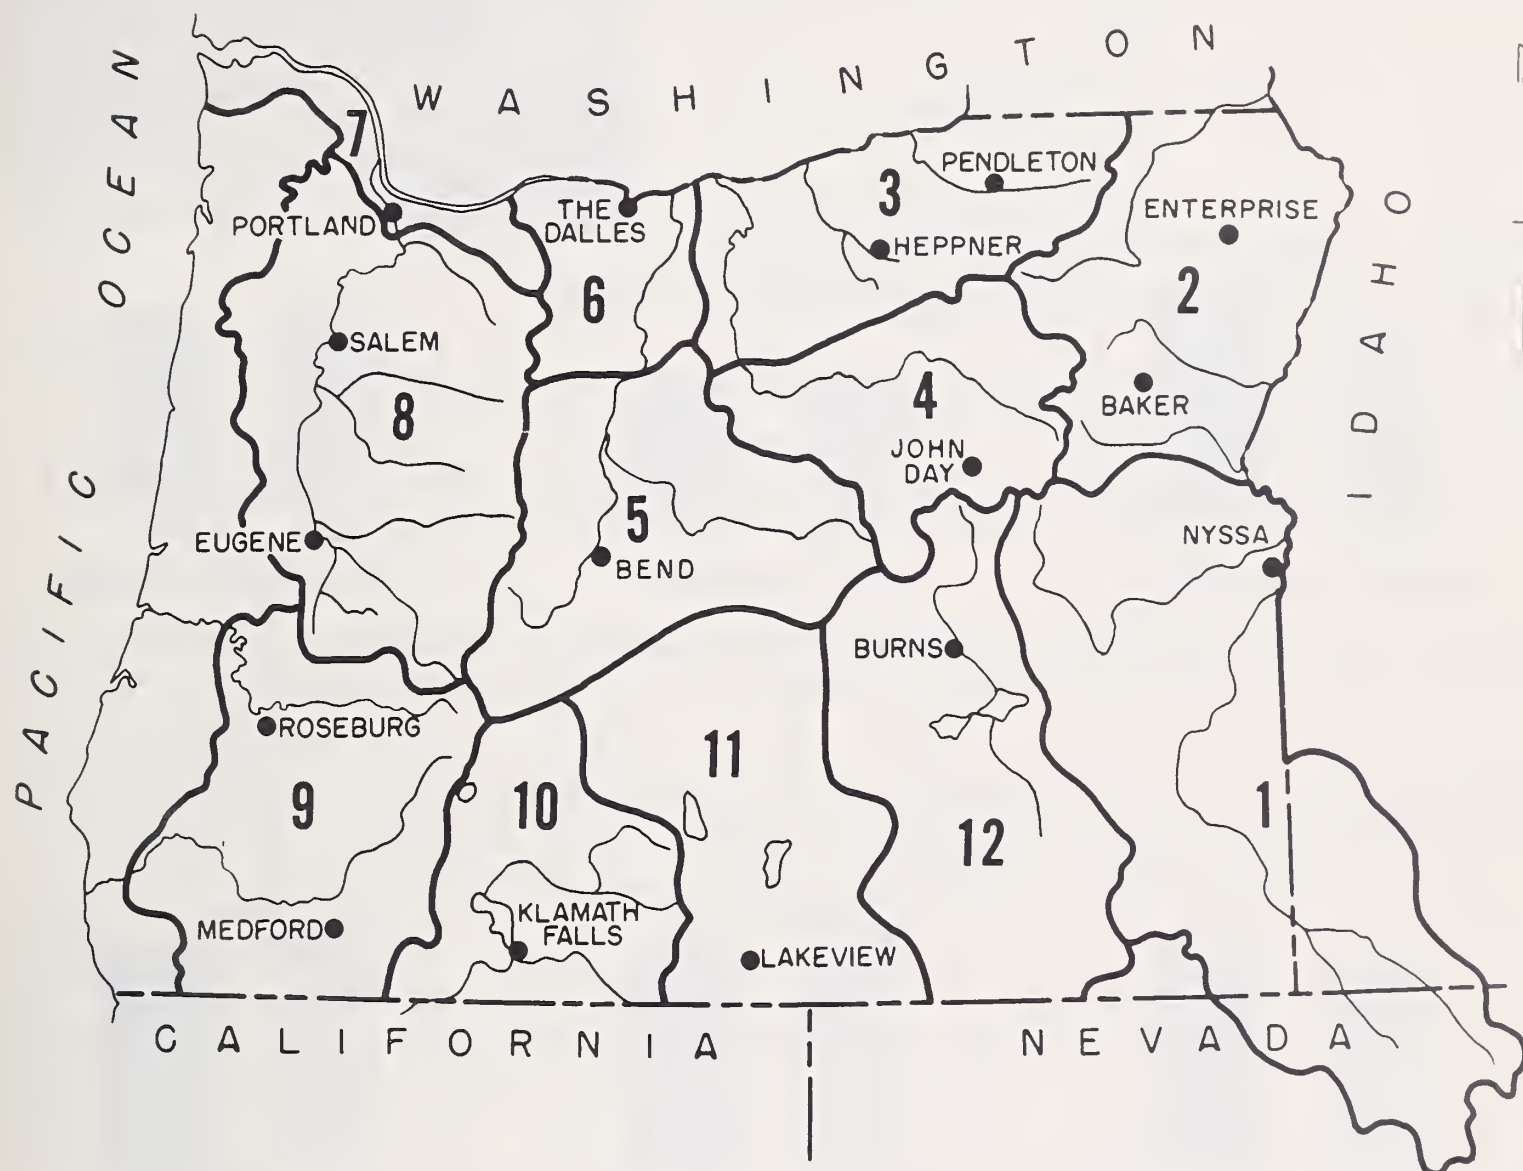 WASHINGTON
PACIFIC OCEAN
IDAHO
7
PORTLAND
THE
DALLES
6
3
PENDLETON
HEPPNER
ENTERPRISE
2
BAKER
SALEM
8
4
JOHN
DAY
EUGENE
5
BEND
NYSSA
BURNS
ROSEBURG
9
10
11
12
1
MEDFORD
KLAMATH
FALLS
LAKEVIEW
CALIFORNIA
NEVADA